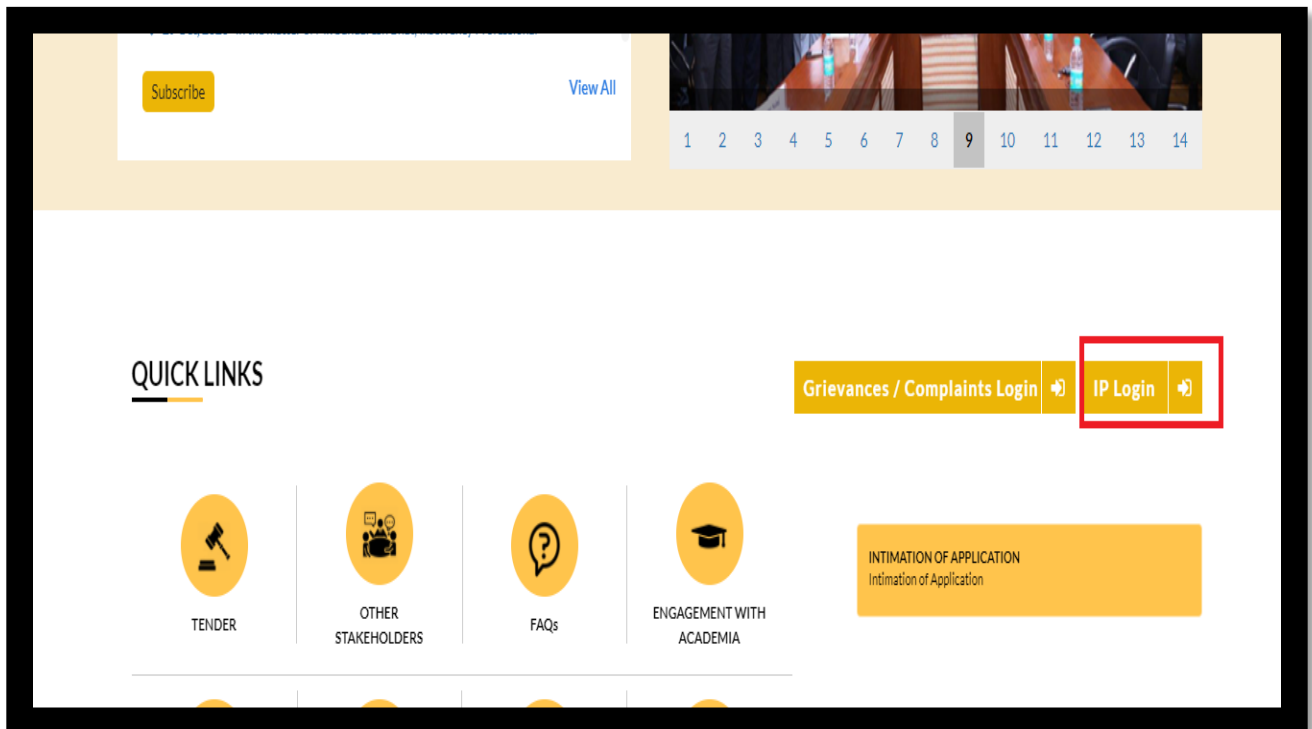 Subscribe
View All
1 2 3 4 5 6 7 8 9 10 11 12 13 14
QUICK LINKS
Grievances / Complaints Login
IP Login
TENDER
OTHER
STAKEHOLDERS
FAQs
ENGAGEMENT WITH
ACADEMIA
INTIMATION OF APPLICATION
Intimation of Application